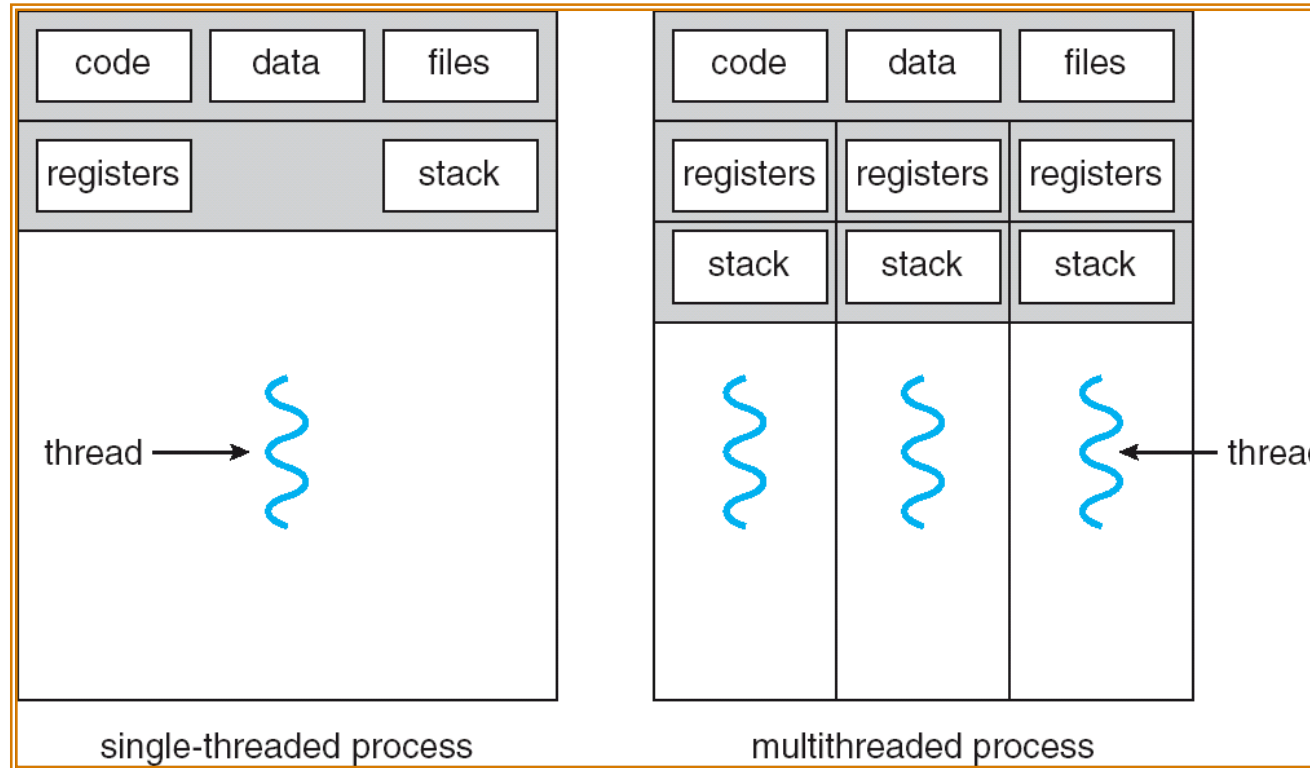 code data files code data files
registers stack registers registers registers
stack stack stack
thread threa
single-threaded process multithreaded process